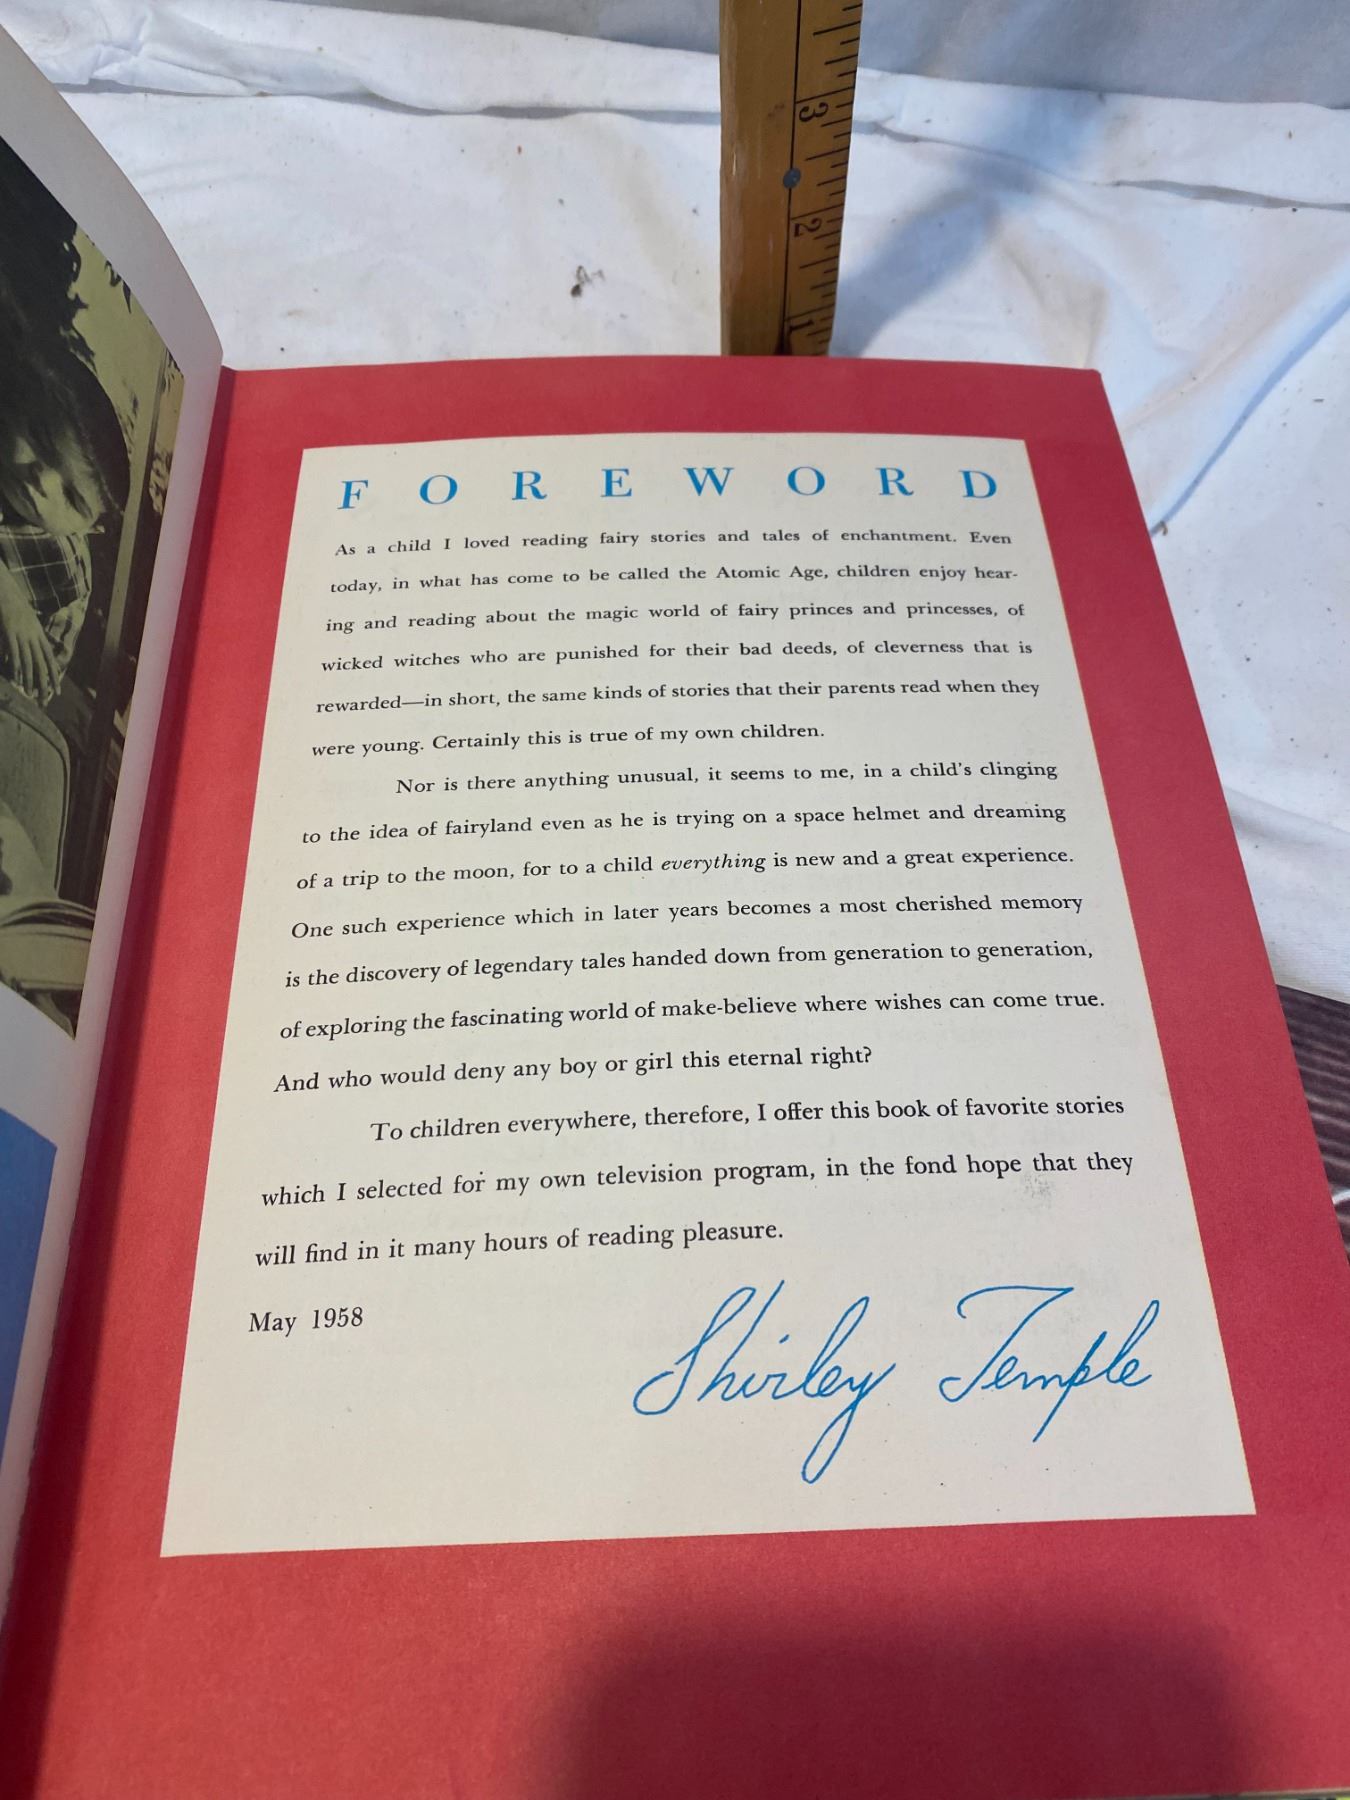 3
2
1
FOREWORD
As a child I loved reading fairy stories and tales of enchantment. Even
today, in what has come to be called the Atomic Age, children enjoy hear-
ing and reading about the magic world of fairy princes and princesses, of
wicked witches who are punished for their bad deeds, of cleverness that is
rewarded—in short, the same kinds of stories that their parents read when they
were young. Certainly this is true of my own children.
Nor is there anything unusual, it seems to me, in a child's clinging
to the idea of fairyland even as he is trying on a space helmet and dreaming
of a trip to the moon, for to a child everything is new and a great experience.
One such experience which in later years becomes a most cherished memory
is the discovery of legendary tales handed down from generation to generation,
of exploring the fascinating world of make-believe where wishes can come true.
And who would deny any boy or girl this eternal right?
To children everywhere, therefore, I offer this book of favorite stories
which I selected for my own television program, in the fond hope that they
will find in it many hours of reading pleasure.
May 1958
Shirley Temple